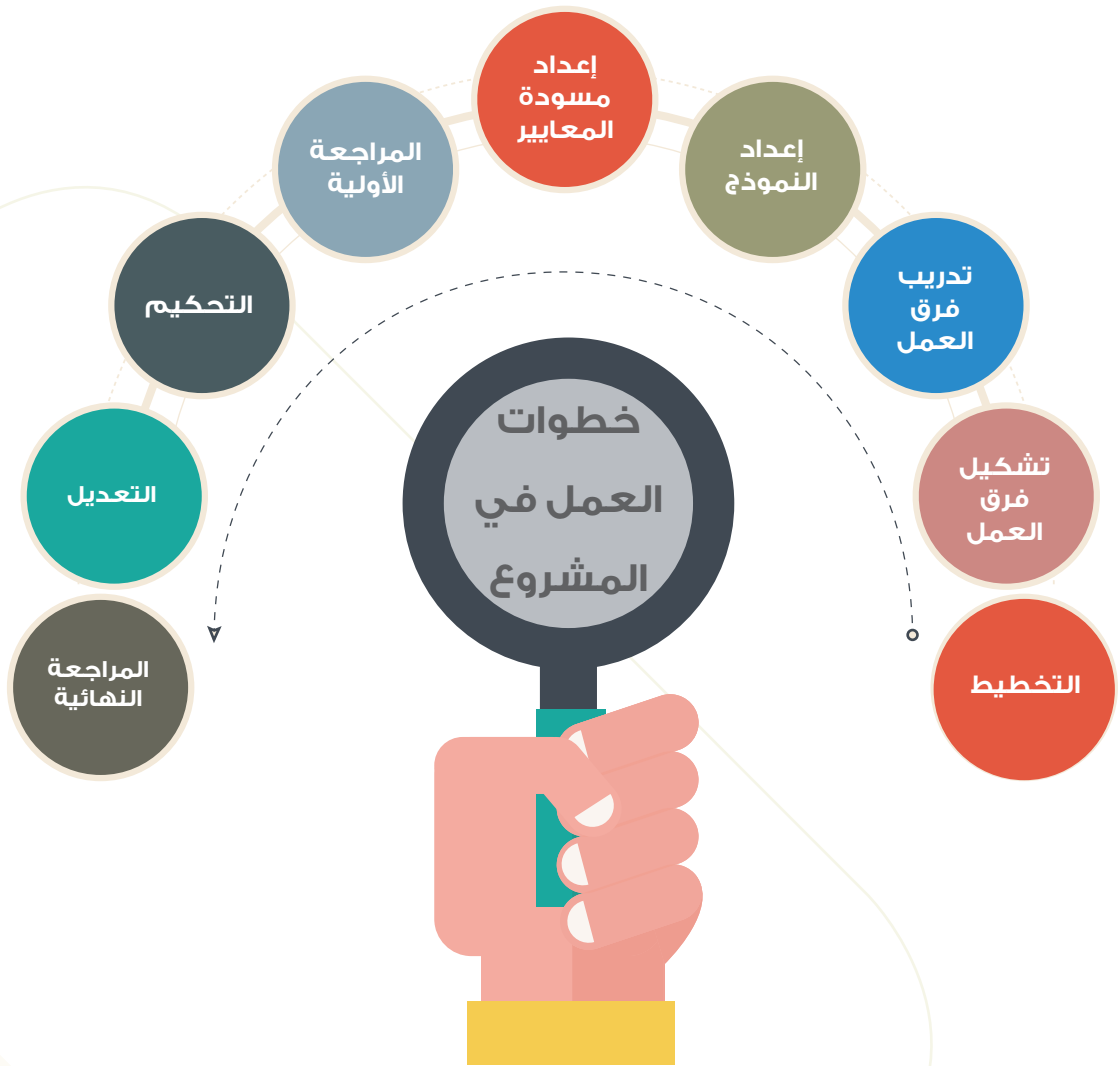 خطوات
العمل في
المشروع
التخطيط
تشكيل
فرق
العمل
تدريب
فرق
العمل
إعداد
النموذج
إعداد
مسودة
المعايير
المراجعة
الأولية
التحكيم
التعديل
المراجعة
النهائية